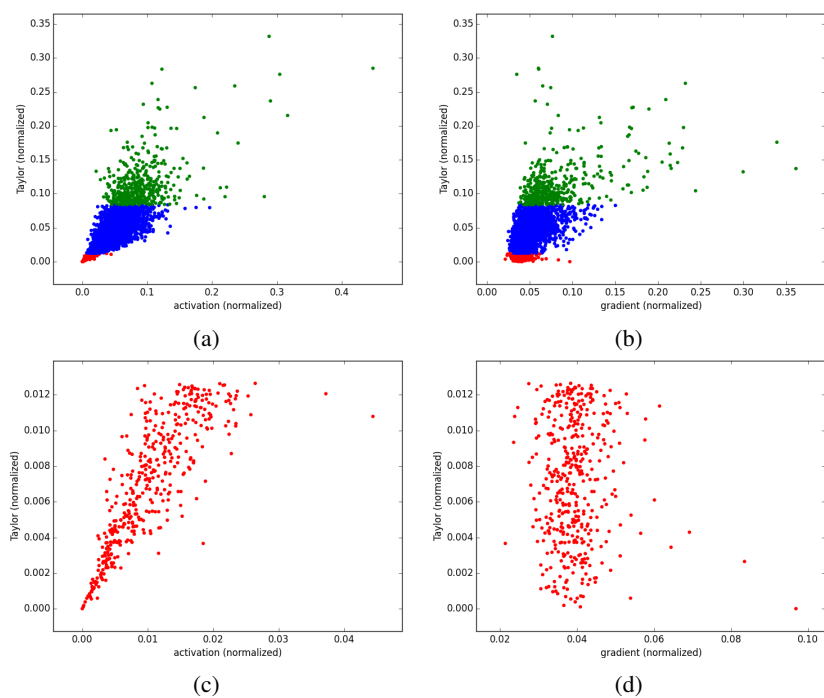 0.35
0.30
0.25
0.20
0.15
0.10
0.05
0.00
Taylor (normalized)
0.0 0.1 0.2 0.3 0.4
activation (normalized)
(a)
0.35
0.30
0.25
0.20
0.15
0.10
0.05
0.00
Taylor (normalized)
0.00 0.05 0.10 0.15 0.20 0.25 0.30 0.35
gradient (normalized)
(b)
0.012
0.010
0.008
0.006
0.004
0.002
0.000
Taylor (normalized)
0.00 0.01 0.02 0.03 0.04
activation (normalized)
(c)
0.012
0.010
0.008
0.006
0.004
0.002
0.000
Taylor (normalized)
0.02 0.04 0.06 0.08 0.10
gradient (normalized)
(d)